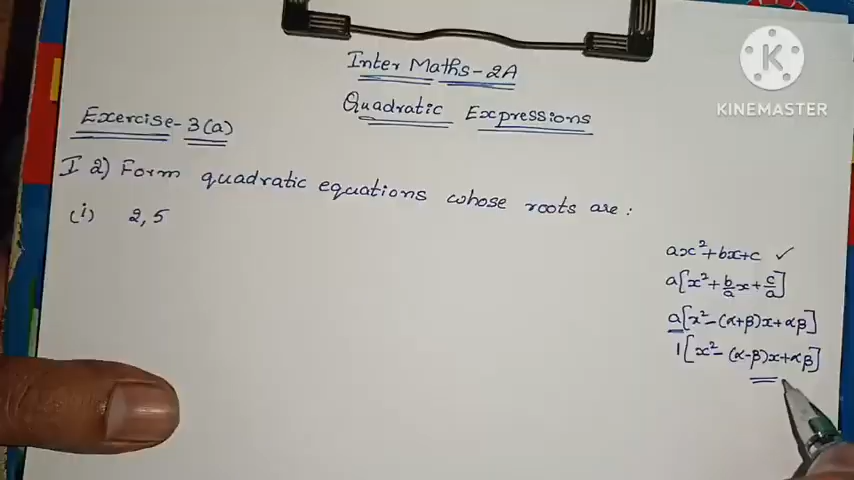 Inter Maths-2A
Quadratic Expressions
Exercise-3(a)
I 2) Form quadratic equations whose roots are :
(i) 2,5
ax²+bx+c ✓
a[x²+b/a x+c/a]
a[x²-(α+β)x+αβ]
1[x²-(α-β)x+αβ]
K
KINEMASTER